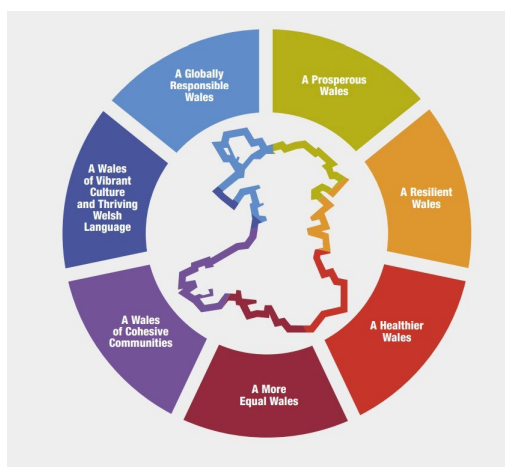 A Prosperous
Wales
A Resilient
Wales
A Healthier
Wales
A More
Equal Wales
A Wales
of Cohesive
Communities
A Wales
of Vibrant
Culture
and Thriving
Welsh
Language
A Globally
Responsible
Wales